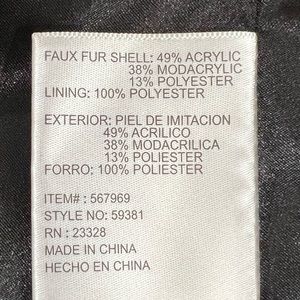 FAUX FUR SHELL: 49% ACRYLIC
38% MODACRYLIC
13% POLYESTER
LINING: 100% POLYESTER
EXTERIOR: PIEL DE IMITACION
49% ACRILICO
38% MODACRILICA
13% POLIESTER
FORRO: 100% POLIESTER
ITEM#: 567969
STYLE NO: 59381
RN : 23328
MADE IN CHINA
HECHO EN CHINA